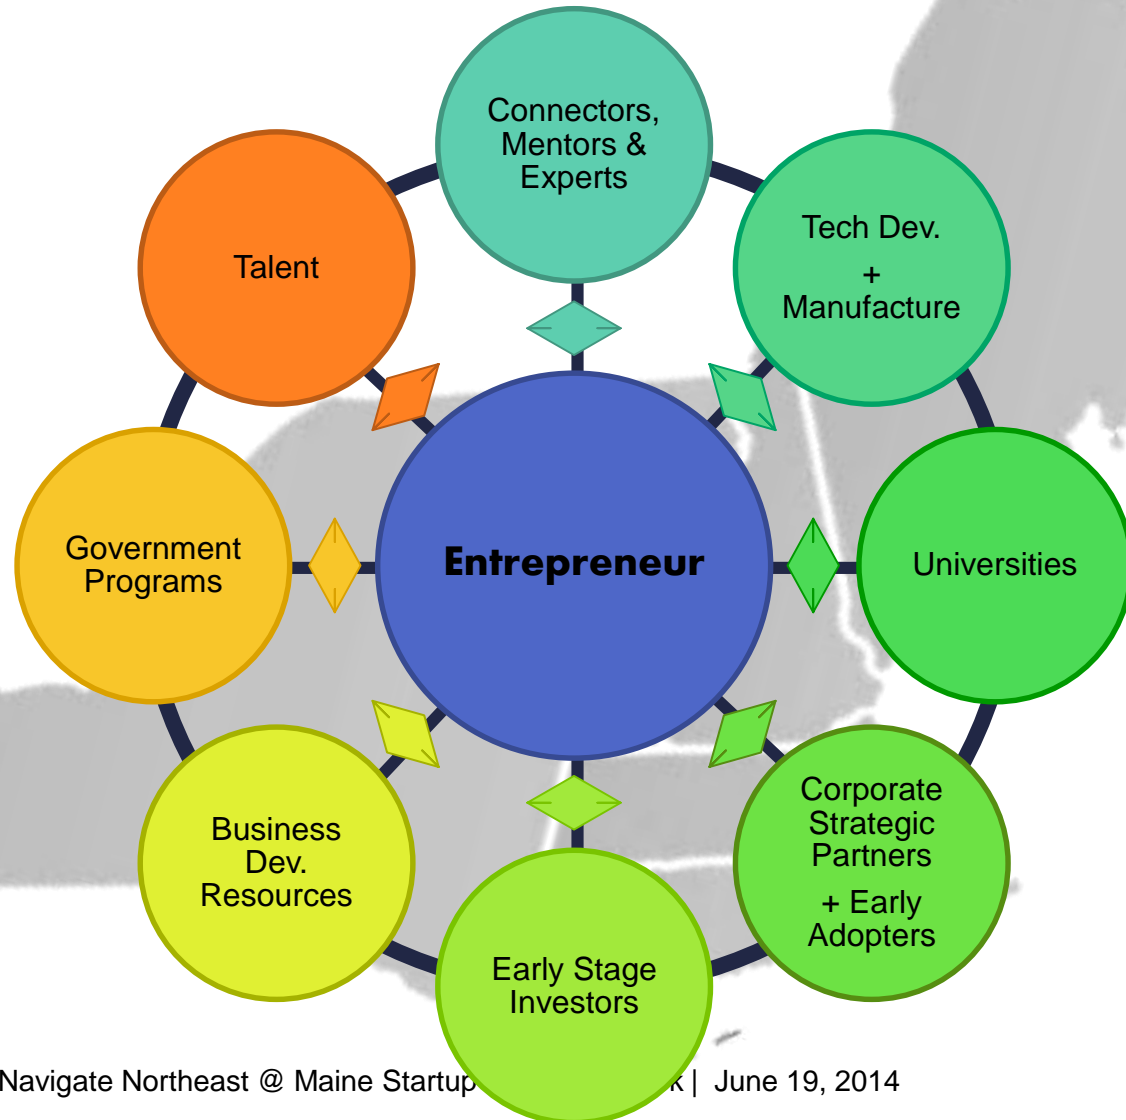 Connectors,
Mentors &
Experts
Tech Dev.
+
Manufacture
Talent
Government
Programs
Entrepreneur
Universities
Business
Dev.
Resources
Corporate
Strategic
Partners
+ Early
Adopters
Early Stage
Investors
Navigate Northeast @ Maine Startup | June 19, 2014